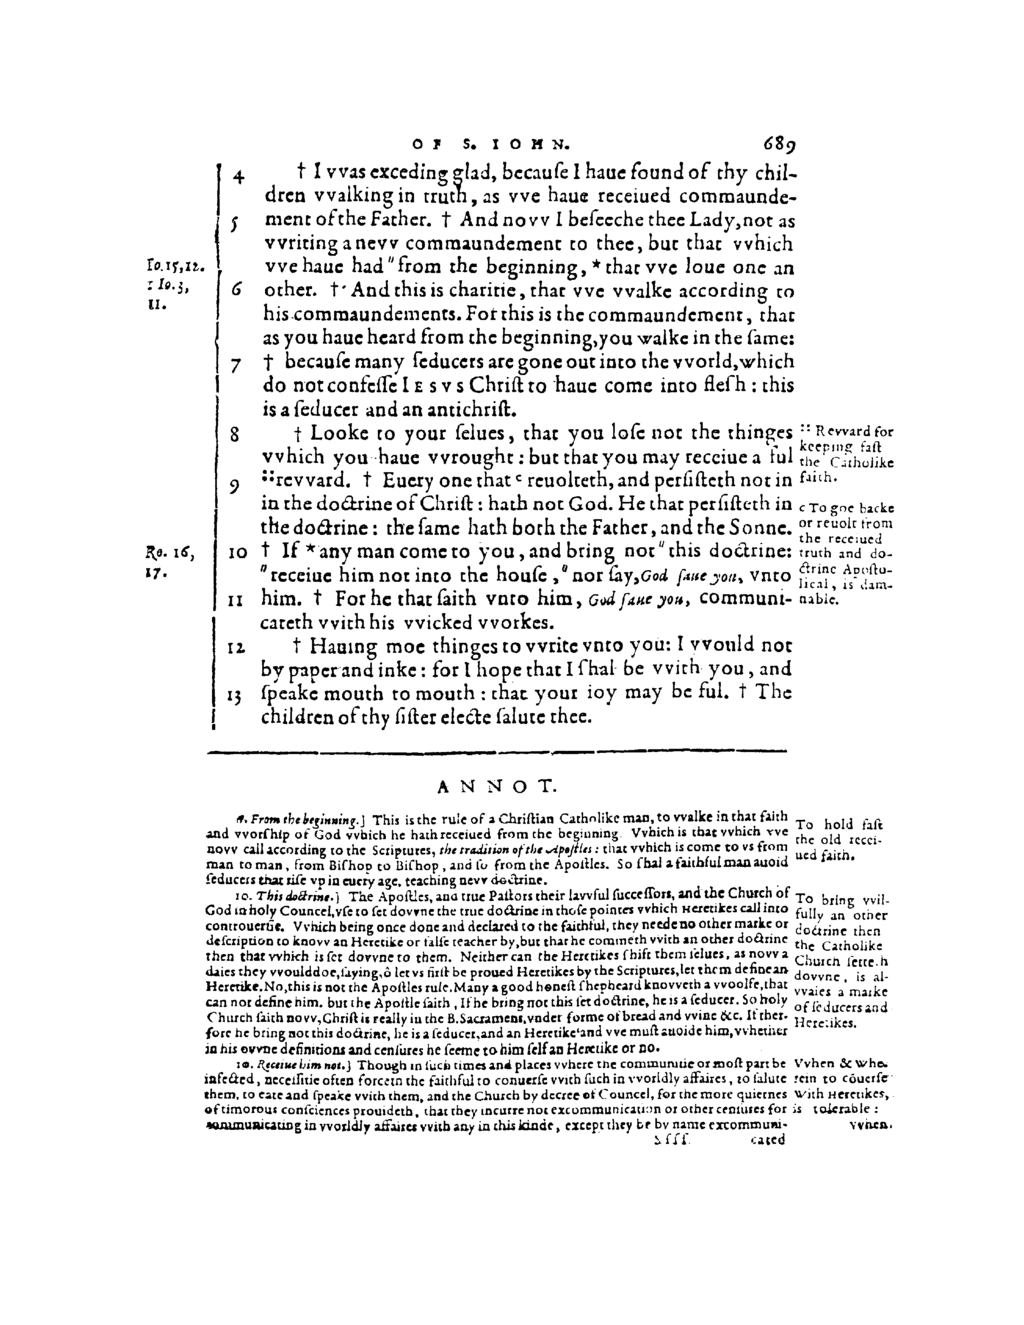 OF S. IOHN. 689
4 † I vvas exceding glad, becauſe I haue found of thy chil-
dren vvalking in truth, as vve haue receiued commaunde-
5 ment of the Father. † And novv I beſeeche thee Lady, not as
vvriting a nevv commaundement to thee, but that vvhich
Io. 15, 12. vve haue had "from the beginning, * that vve loue one an
1 Io. 3, 11. 6 other. † And this is charitie, that vve vvalke according to
his commaundements. For this is the commaundement, that
as you haue heard from the beginning, you walke in the ſame:
7 † becauſe many ſeducers are gone out into the vvorld, which
do not confeſſe IESVS Chriſt to haue come into fleſh: this
is a ſeducer and an antichriſt.
8 † Looke to your ſelues, that you loſe not the thinges
vvhich you haue vvrought: but that you may receiue a ful
9 ∷revvard. † Euery one that ᶜ reuolteth, and perſiſteth not in
in the doctrine of Chriſt: hath not God. He that perſiſteth in
the doctrine: the ſame hath both the Father, and the Sonne.
Ro. 16, 17. 10 † If * any man come to you, and bring not "this doctrine:
"receiue him not into the houſe, "nor ſay, God ſaue you, vnto
11 him. † For he that ſaith vnto him, God ſaue you, communi-
cateth vvith his vvicked vvorkes.
12 † Hauing moe thinges to vvrite vnto you: I vvould not
by paper and inke: for I hope that I ſhal be vvith you, and
13 ſpeake mouth to mouth: that your ioy may be ful. † The
children of thy ſiſter electe ſalute thee.
∷ Revvard for
keeping faſt
the Catholike
faith.
c To goe backe
or reuolt from
the receiued
truth and do-
ctrine Apoſto-
lical, is dam-
nable.
ANNOT.
5. From the beginning.] This is the rule of a Chriſtian Catholike man, to vvalke in that faith
and vvorſhip of God vvhich he hath receiued from the beginning. Vvhich is that vvhich vve
novv call according to the Scriptures, the tradition of the Apoſtles: that vvhich is come to vs from
man to man, from Biſhop to Biſhop, and ſo from the Apoſtles. So ſhal a faithful man auoid
ſeducers that riſe vp in euery age, teaching nevv doctrine.
10. This doctrine.] The Apoſtles, and true Paſtors their lavvful ſucceſſors, and the Church of
God in holy Councel, vſe to ſet dovvne the true doctrine in thoſe pointes vvhich Heretikes call into
controuerſie. Vvhich being once done and declared to the faithful, they neede no other marke or
deſcription to knovv an Heretike or falſe teacher by, but that he commeth vvith an other doctrine
then that vvhich is ſet dovvne to them. Neither can the Heretikes ſhift them ſelues, as novv a
daies they vvould doe, ſaying, ô let vs firſt be proued Heretikes by the Scriptures, let them define an
Heretike. No, this is not the Apoſtles rule. Many a good honeſt ſhepheard knovveth a vvoolfe, that
can not define him. but the Apoſtle ſaith, If he bring not this ſet doctrine, he is a ſeducer. So holy
Church ſaith novv, Chriſt is really in the B. Sacrament, vnder forme of bread and vvine &c. If ther-
fore he bring not this doctrine, he is a ſeducer, and an Heretike and vve muſt auoide him, vvhether
in his ovvne definitions and cenſures he ſeeme to him ſelf an Heretike or no.
10. Receiue him not.] Though in ſuch times and places vvhere the communitie or moſt part be
infected, neceſſitie often forceth the faithful to conuerſe vvith ſuch in vvorldly affaires, to ſalute
them, to eate and ſpeake vvith them, and the Church by decree of Councel, for the more quietnes
of timorous conſciences prouideth, that they incurre not excommunication or other cenſures for
communicating in vvorldly affaires vvith any in this kinde, except they be by name excommuni-
To hold faſt
the old recei-
ued faith.
To bring vvil-
fully an other
doctrine then
the Catholike
Church ſetteth
dovvne, is al-
vvaies a marke
of ſeducers and
Heretikes.
Vvhen & whe-
rein to cōuerſe
with Heretikes,
is tolerable:
vvhen.
Sſſſ cated